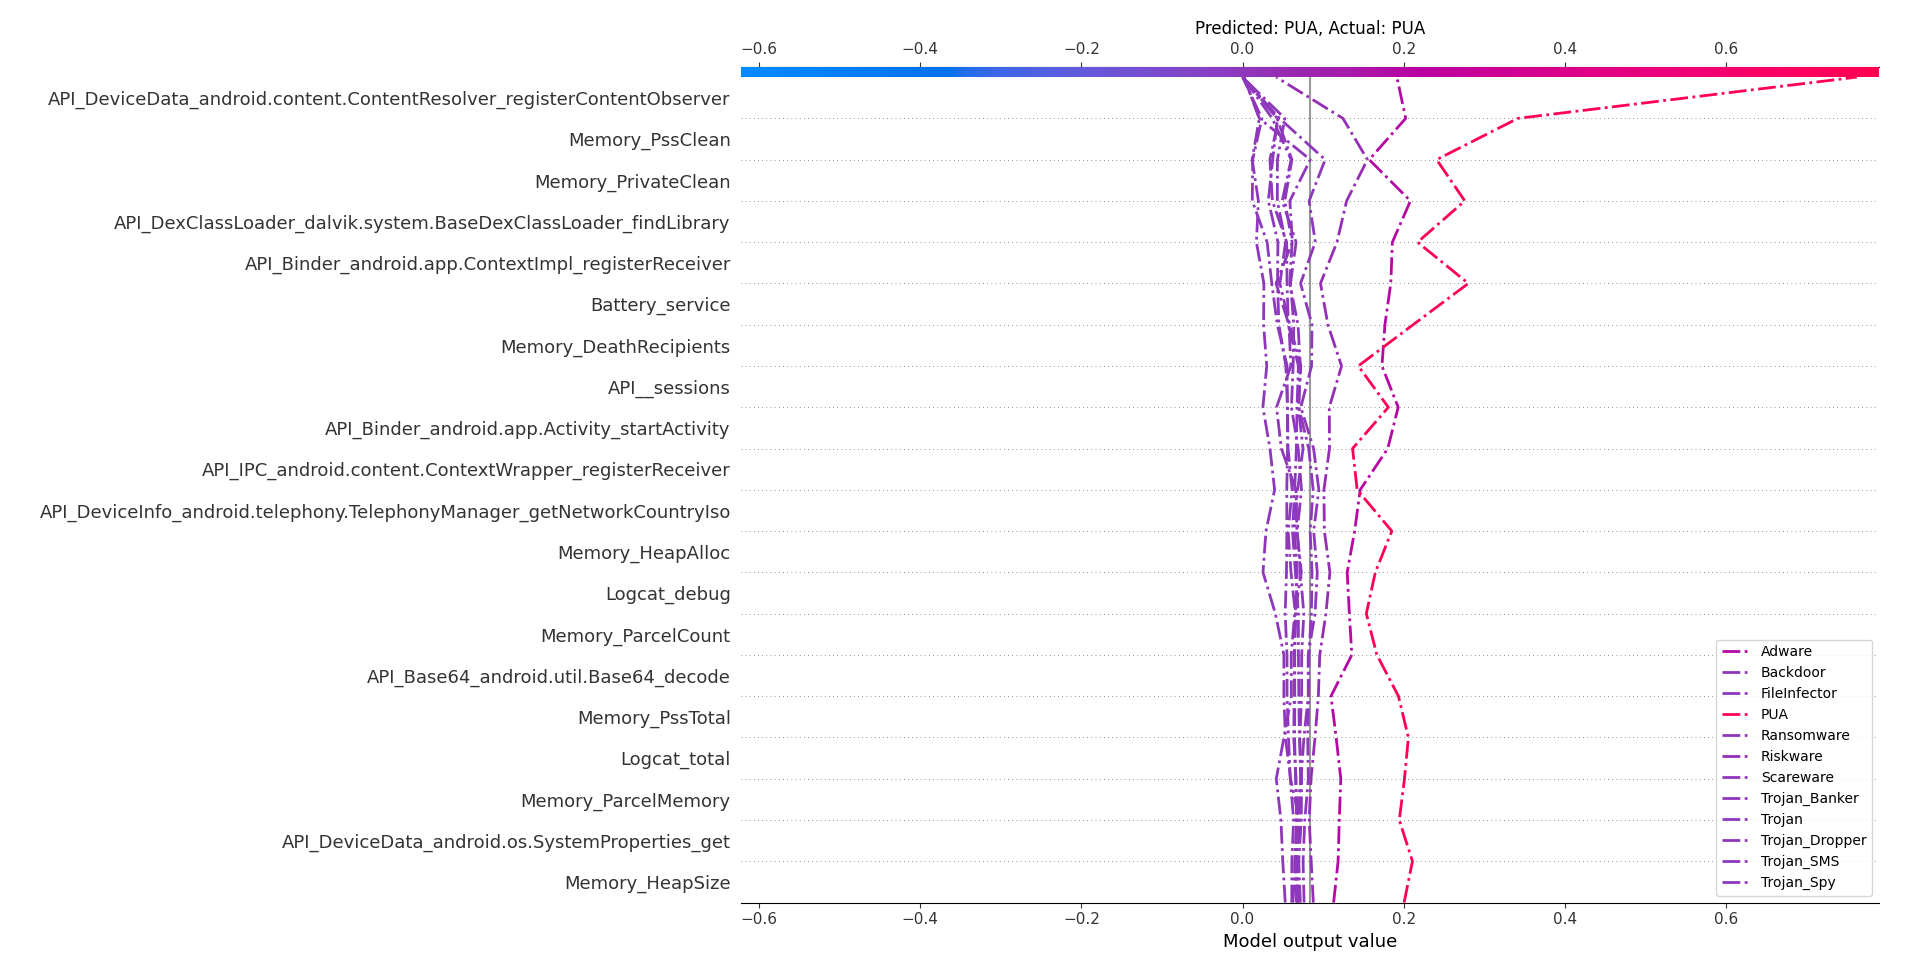 Predicted: PUA, Actual: PUA
−0.6 −0.4 −0.2 0.0 0.2 0.4 0.6
API_DeviceData_android.content.ContentResolver_registerContentObserver
Memory_PssClean
Memory_PrivateClean
API_DexClassLoader_dalvik.system.BaseDexClassLoader_findLibrary
API_Binder_android.app.ContextImpl_registerReceiver
Battery_service
Memory_DeathRecipients
API__sessions
API_Binder_android.app.Activity_startActivity
API_IPC_android.content.ContextWrapper_registerReceiver
API_DeviceInfo_android.telephony.TelephonyManager_getNetworkCountryIso
Memory_HeapAlloc
Logcat_debug
Memory_ParcelCount
API_Base64_android.util.Base64_decode
Memory_PssTotal
Logcat_total
Memory_ParcelMemory
API_DeviceData_android.os.SystemProperties_get
Memory_HeapSize
Adware
Backdoor
FileInfector
PUA
Ransomware
Riskware
Scareware
Trojan_Banker
Trojan
Trojan_Dropper
Trojan_SMS
Trojan_Spy
−0.6 −0.4 −0.2 0.0 0.2 0.4 0.6
Model output value